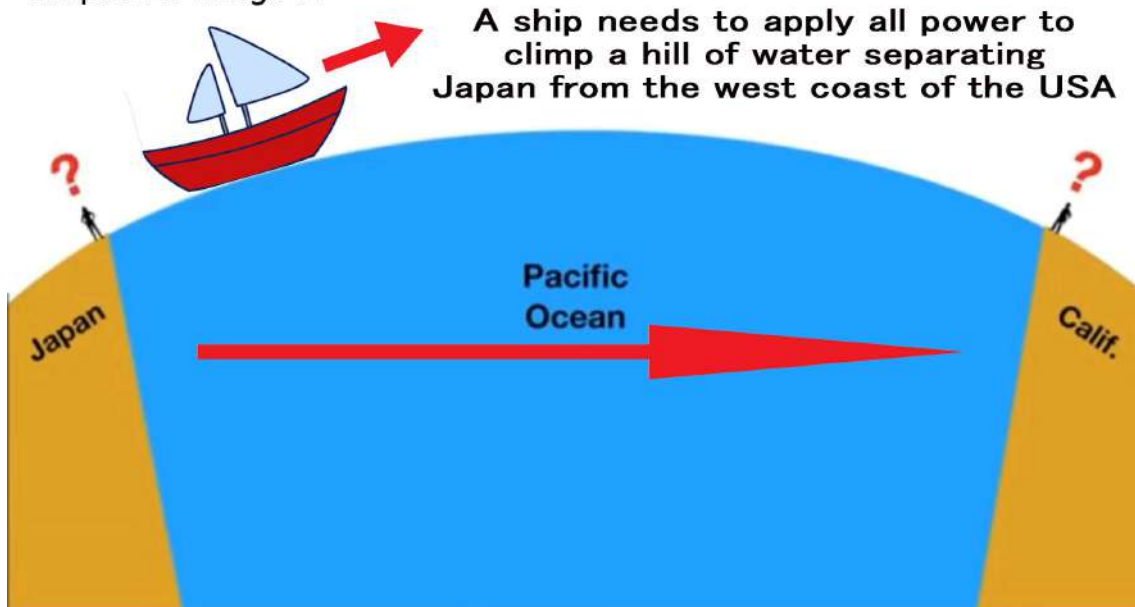 A ship needs to apply all power to
climp a hill of water separating
Japan from the west coast of the USA
?
?
Pacific
Ocean
Japan
Calif.